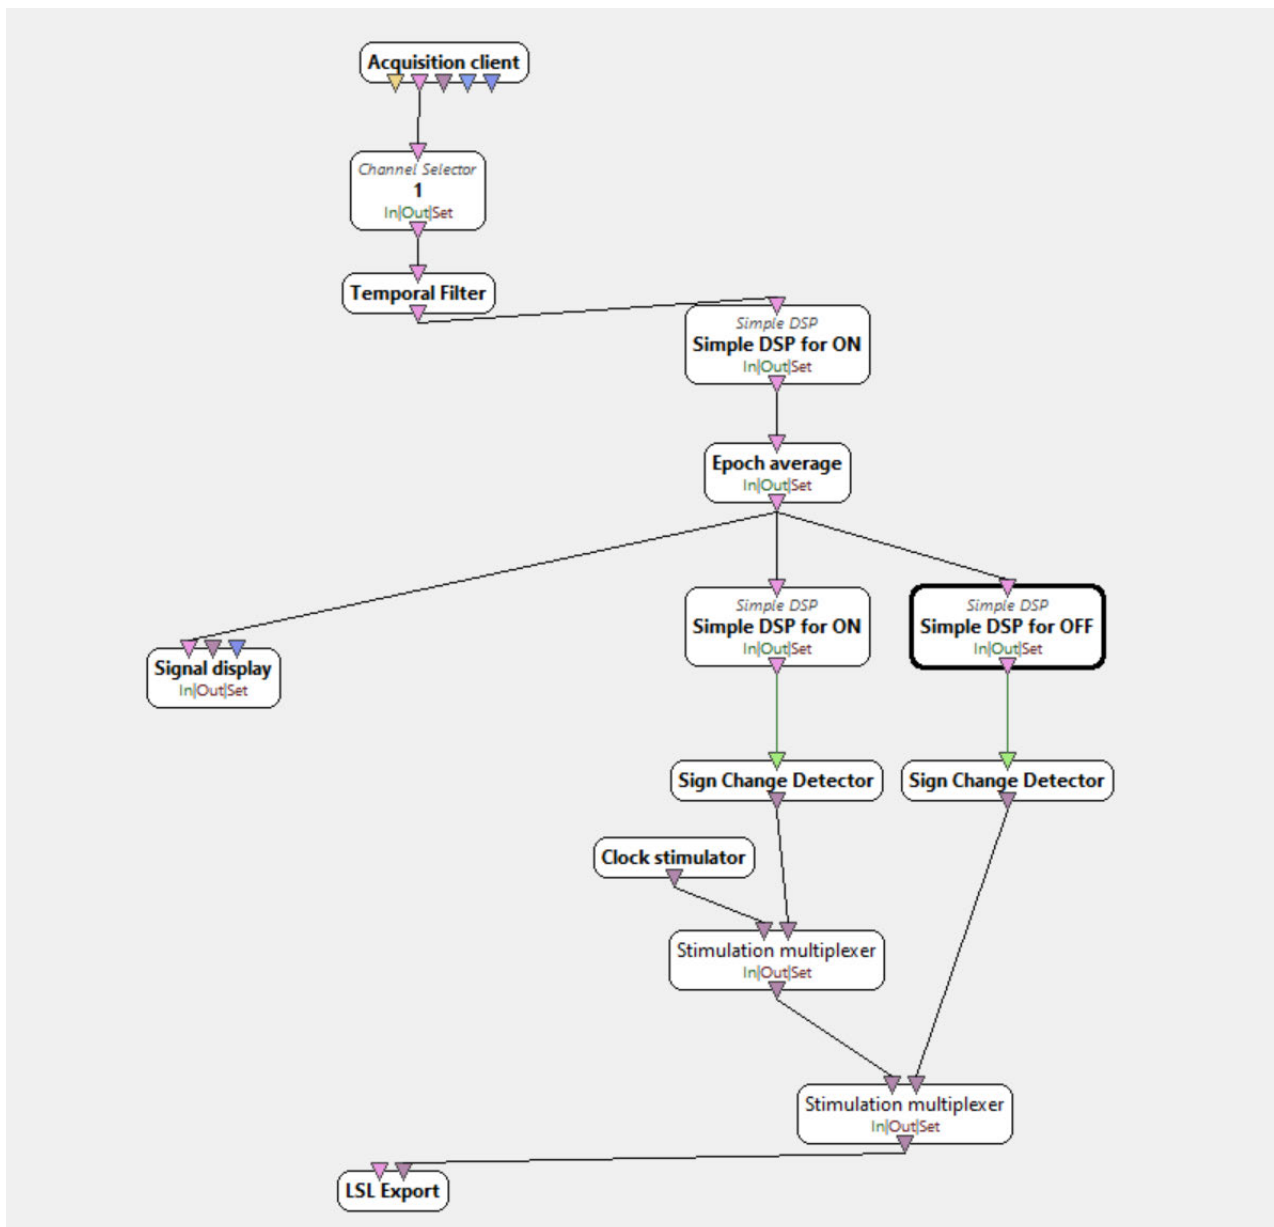 Acquisition client
Channel Selector
1
In|Out|Set
Temporal Filter
Simple DSP
Simple DSP for ON
In|Out|Set
Epoch average
In|Out|Set
Simple DSP
Simple DSP for ON
In|Out|Set
Simple DSP
Simple DSP for OFF
In|Out|Set
Signal display
In|Out|Set
Sign Change Detector
Sign Change Detector
Clock stimulator
Stimulation multiplexer
In|Out|Set
Stimulation multiplexer
In|Out|Set
LSL Export